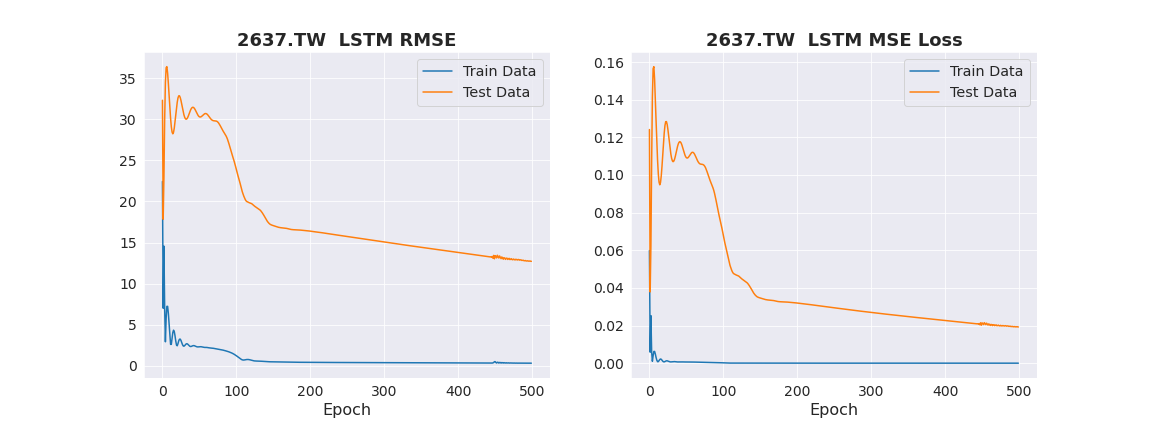 2637.TW  LSTM RMSE
35
30
25
20
15
10
5
0
0 100 200 300 400 500
Epoch
Train Data
Test Data
2637.TW  LSTM MSE Loss
0.16
0.14
0.12
0.10
0.08
0.06
0.04
0.02
0.00
0 100 200 300 400 500
Epoch
Train Data
Test Data